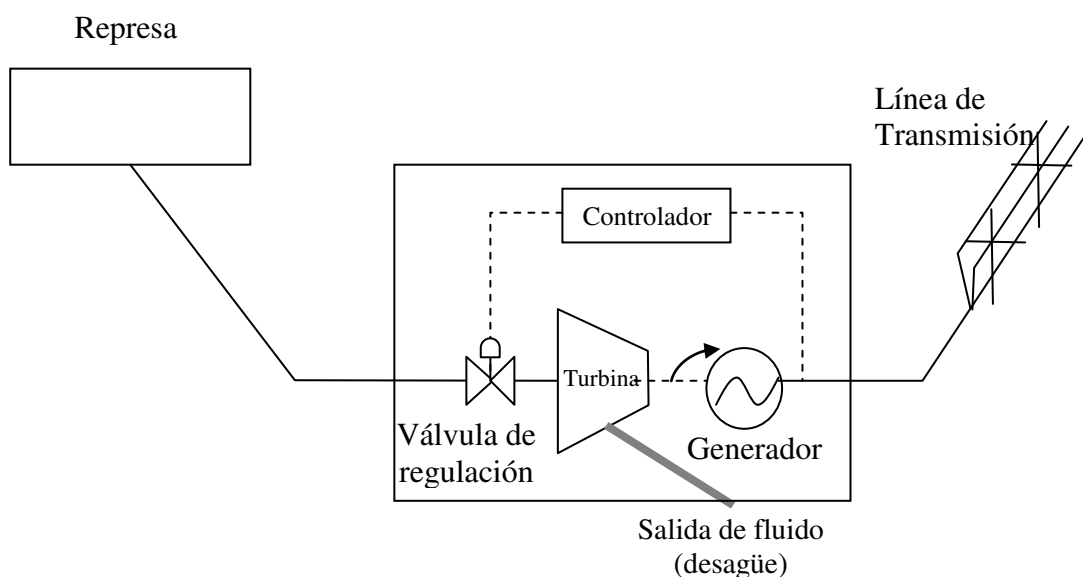 Represa
Línea de
Transmisión
Controlador
Turbina
Válvula de
regulación
Generador
Salida de fluido
(desagüe)